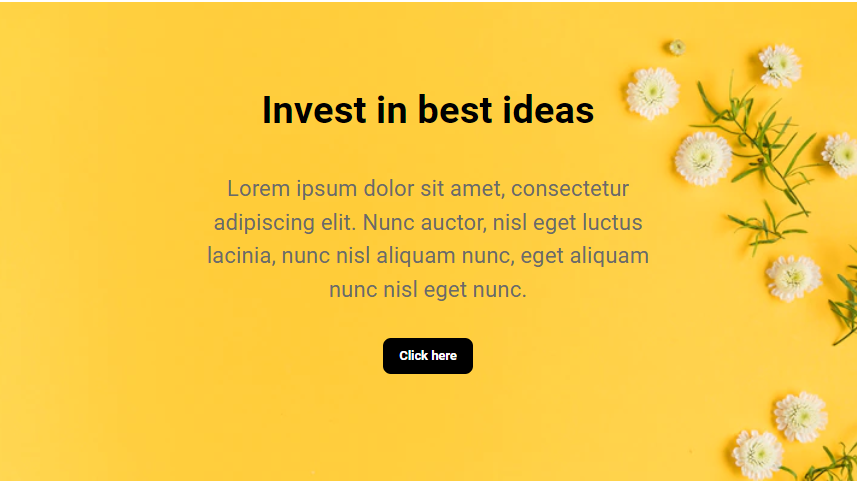 Invest in best ideas
Lorem ipsum dolor sit amet, consectetur
adipiscing elit. Nunc auctor, nisl eget luctus
lacinia, nunc nisl aliquam nunc, eget aliquam
nunc nisl eget nunc.
Click here